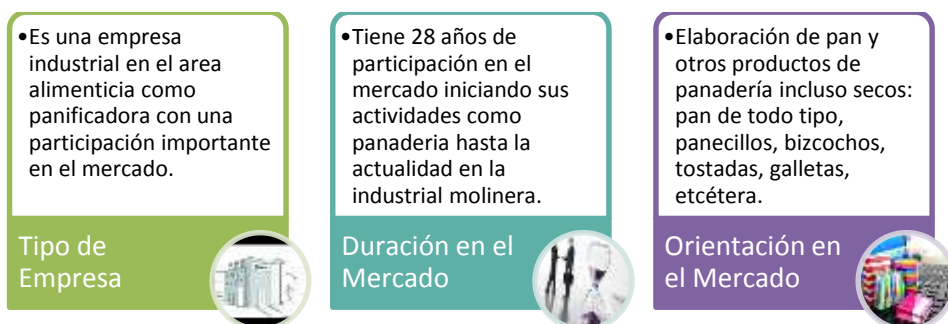 •Es una empresa
industrial en el area
alimenticia como
panificadora con una
participación importante
en el mercado.
Tipo de
Empresa
•Tiene 28 años de
participación en el
mercado iniciando sus
actividades como
panaderia hasta la
actualidad en la
industrial molinera.
Duración en el
Mercado
•Elaboración de pan y
otros productos de
panadería incluso secos:
pan de todo tipo,
panecillos, bizcochos,
tostadas, galletas,
etcétera.
Orientación en
el Mercado